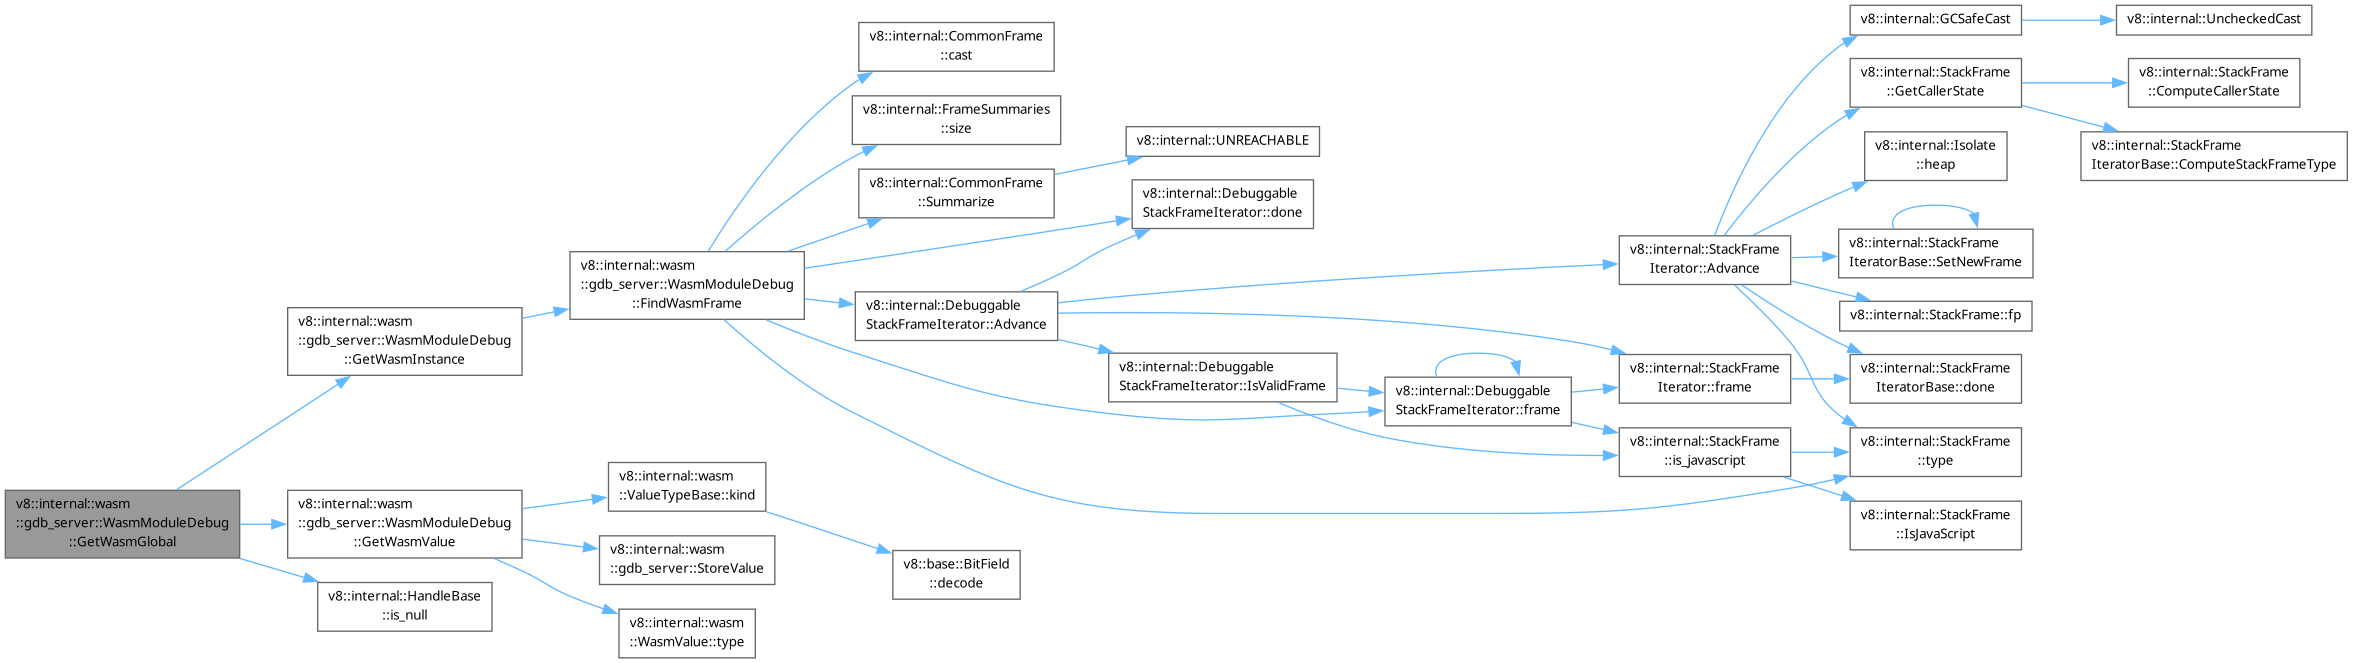 v8::internal::wasm
::gdb_server::WasmModuleDebug
::GetWasmGlobal
v8::internal::wasm
::gdb_server::WasmModuleDebug
::GetWasmInstance
v8::internal::wasm
::gdb_server::WasmModuleDebug
::GetWasmValue
v8::internal::HandleBase
::is_null
v8::internal::wasm
::gdb_server::WasmModuleDebug
::FindWasmFrame
v8::internal::wasm
::ValueTypeBase::kind
v8::internal::wasm
::gdb_server::StoreValue
v8::internal::wasm
::WasmValue::type
v8::internal::CommonFrame
::cast
v8::internal::FrameSummaries
::size
v8::internal::CommonFrame
::Summarize
v8::internal::Debuggable
StackFrameIterator::Advance
v8::base::BitField
::decode
v8::internal::UNREACHABLE
v8::internal::Debuggable
StackFrameIterator::done
v8::internal::Debuggable
StackFrameIterator::IsValidFrame
v8::internal::Debuggable
StackFrameIterator::frame
v8::internal::StackFrame
Iterator::Advance
v8::internal::StackFrame
Iterator::frame
v8::internal::StackFrame
::is_javascript
v8::internal::GCSafeCast
v8::internal::StackFrame
::GetCallerState
v8::internal::Isolate
::heap
v8::internal::StackFrame
IteratorBase::SetNewFrame
v8::internal::StackFrame::fp
v8::internal::StackFrame
IteratorBase::done
v8::internal::StackFrame
::type
v8::internal::StackFrame
::IsJavaScript
v8::internal::UncheckedCast
v8::internal::StackFrame
::ComputeCallerState
v8::internal::StackFrame
IteratorBase::ComputeStackFrameType